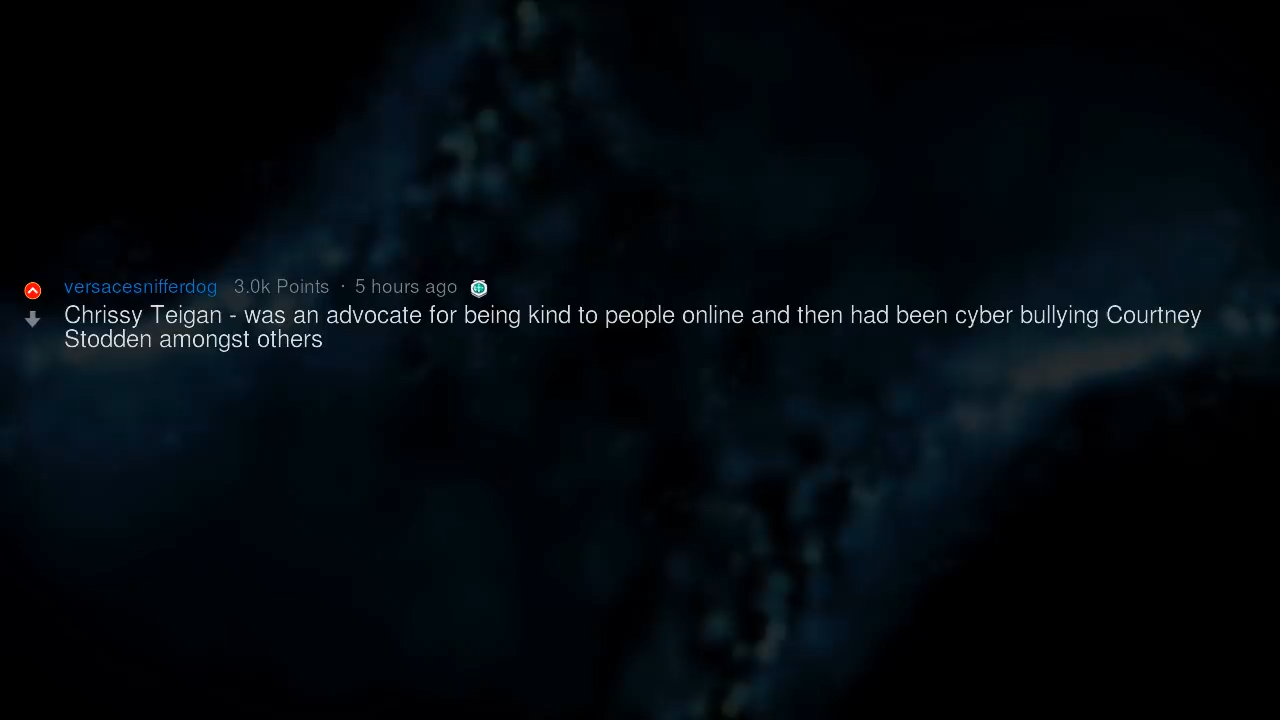 versacesnifferdog 3.0k Points · 5 hours ago
Chrissy Teigan - was an advocate for being kind to people online and then had been cyber bullying Courtney
Stodden amongst others